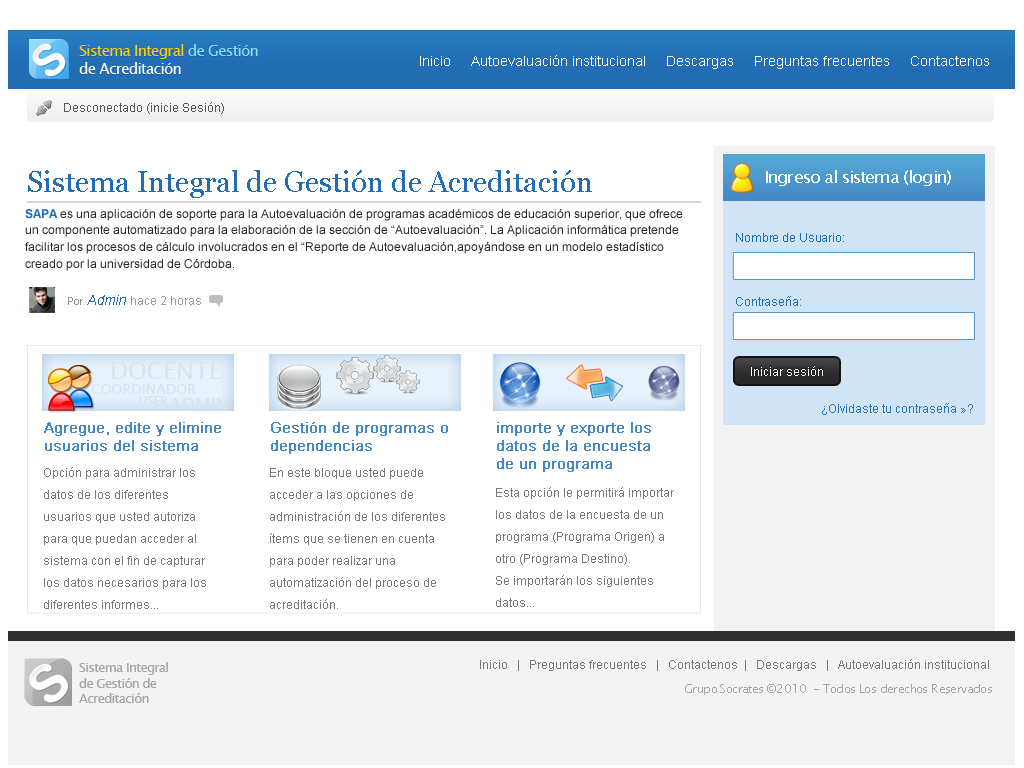 Sistema Integral de Gestión
de Acreditación
Inicio Autoevaluación institucional Descargas Preguntas frecuentes Contactenos
Desconectado (inicie Sesión)
Sistema Integral de Gestión de Acreditación
SAPA es una aplicación de soporte para la Autoevaluación de programas académicos de educación superior, que ofrece
un componente automatizado para la elaboración de la sección de “Autoevaluación”. La Aplicación informática pretende
facilitar los procesos de cálculo involucrados en el “Reporte de Autoevaluación,apoyándose en un modelo estadístico
creado por la universidad de Córdoba.
Por Admin hace 2 horas
Ingreso al sistema (login)
Nombre de Usuario:
Contraseña:
Iniciar sesión
¿Olvidaste tu contraseña »?
DOCENTE
COORDINADOR
USER ADMIN
Agregue, edite y elimine
usuarios del sistema
Opción para administrar los
datos de los diferentes
usuarios que usted autoriza
para que puedan acceder al
sistema con el fin de capturar
los datos necesarios para los
diferentes informes...
Gestión de programas o
dependencias
En este bloque usted puede
acceder a las opciones de
administración de los diferentes
ítems que se tienen en cuenta
para poder realizar una
automatización del proceso de
acreditación.
importe y exporte los
datos de la encuesta
de un programa
Esta opción le permitirá importar
los datos de la encuesta de un
programa (Programa Origen) a
otro (Programa Destino).
Se importarán los siguientes
datos...
Sistema Integral
de Gestión de
Acreditación
Inicio | Preguntas frecuentes | Contactenos | Descargas | Autoevaluación institucional
Grupo Socrates ©2010 - Todos Los derechos Reservados